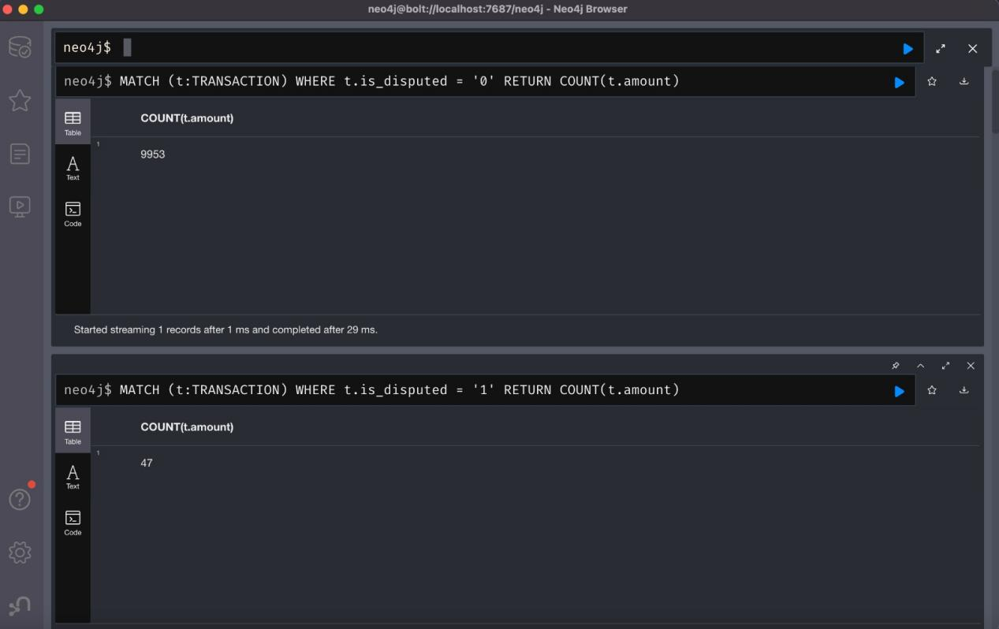 neo4j@bolt://localhost:7687/neo4j - Neo4j Browser
neo4j$
neo4j$ MATCH (t:TRANSACTION) WHERE t.is_disputed = '0' RETURN COUNT(t.amount)
Table
COUNT(t.amount)
1
9953
A
Text
Code
Started streaming 1 records after 1 ms and completed after 29 ms.
neo4j$ MATCH (t:TRANSACTION) WHERE t.is_disputed = '1' RETURN COUNT(t.amount)
Table
COUNT(t.amount)
1
47
A
Text
Code